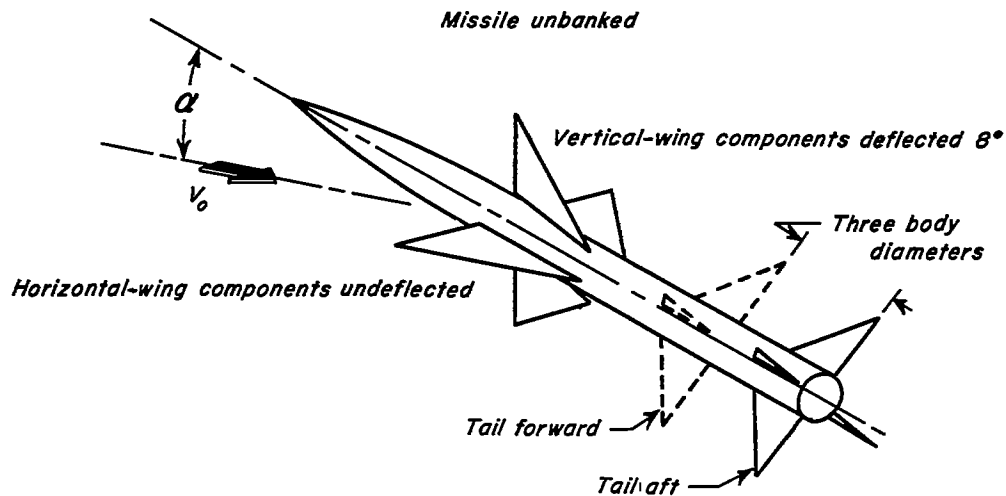 Missile unbanked
α
Vertical-wing components deflected 8°
V₀
Three body
diameters
Horizontal-wing components undeflected
Tail forward
Tail aft